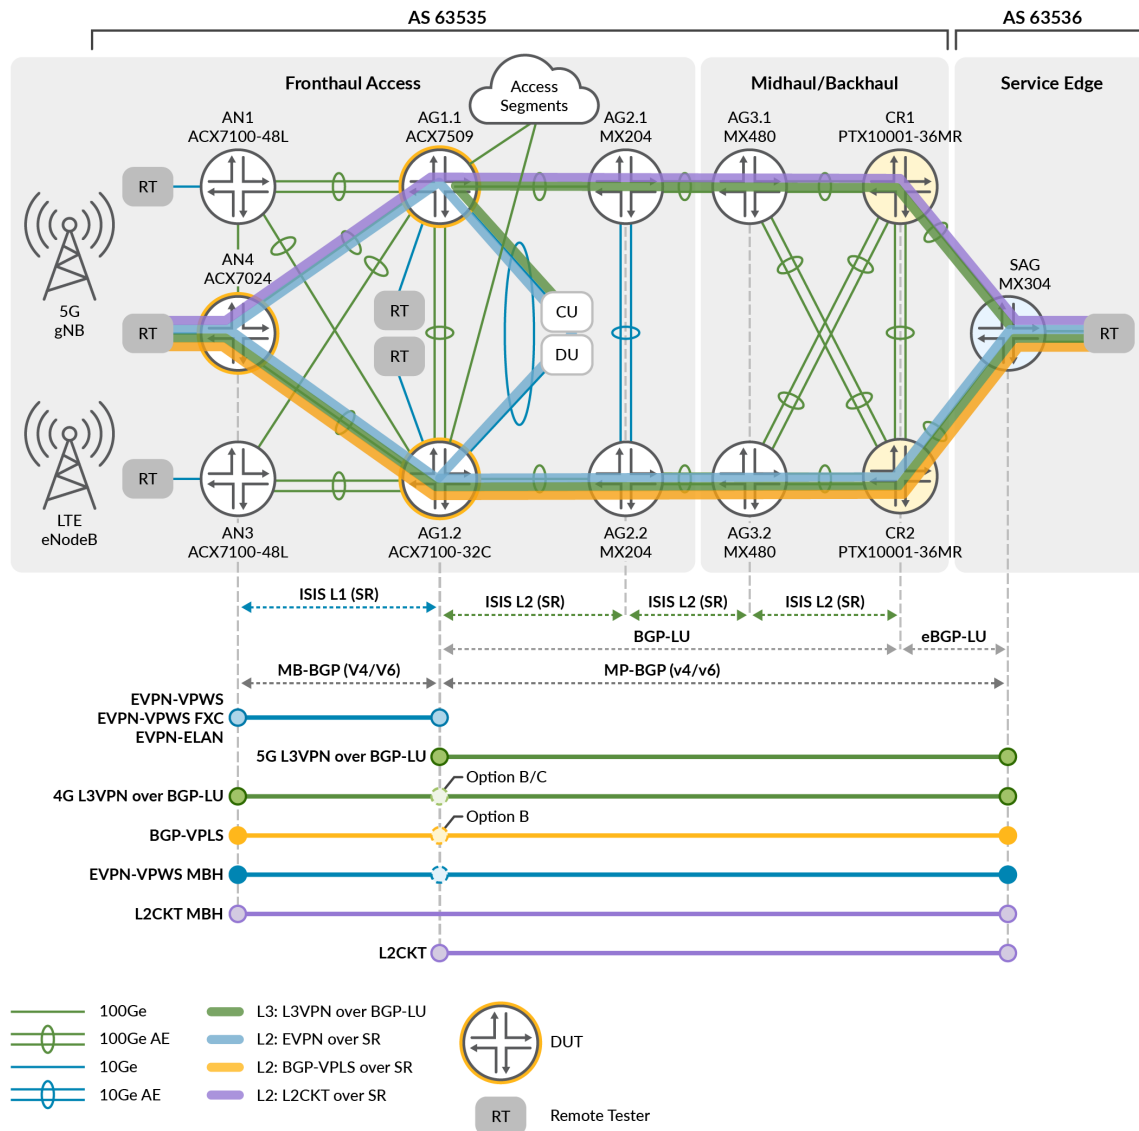 AS 63535
AS 63536
Fronthaul Access
Access
Segments
Midhaul/Backhaul
Service Edge
AN1
ACX7100-48L
AG1.1
ACX7509
AG2.1
MX204
AG3.1
MX480
CR1
PTX10001-36MR
RT
5G
gNB
AN4
ACX7024
RT
RT
RT
CU
DU
SAG
MX304
RT
LTE
eNodeB
RT
AN3
ACX7100-48L
AG1.2
ACX7100-32C
AG2.2
MX204
AG3.2
MX480
CR2
PTX10001-36MR
ISIS L1 (SR)
ISIS L2 (SR)
ISIS L2 (SR)
ISIS L2 (SR)
BGP-LU
eBGP-LU
MB-BGP (V4/V6)
MP-BGP (v4/v6)
EVPN-VPWS
EVPN-VPWS FXC
EVPN-ELAN
5G L3VPN over BGP-LU
Option B/C
4G L3VPN over BGP-LU
Option B
BGP-VPLS
EVPN-VPWS MBH
L2CKT MBH
L2CKT
100Ge
100Ge AE
10Ge
10Ge AE
L3: L3VPN over BGP-LU
L2: EVPN over SR
L2: BGP-VPLS over SR
L2: L2CKT over SR
DUT
RT
Remote Tester